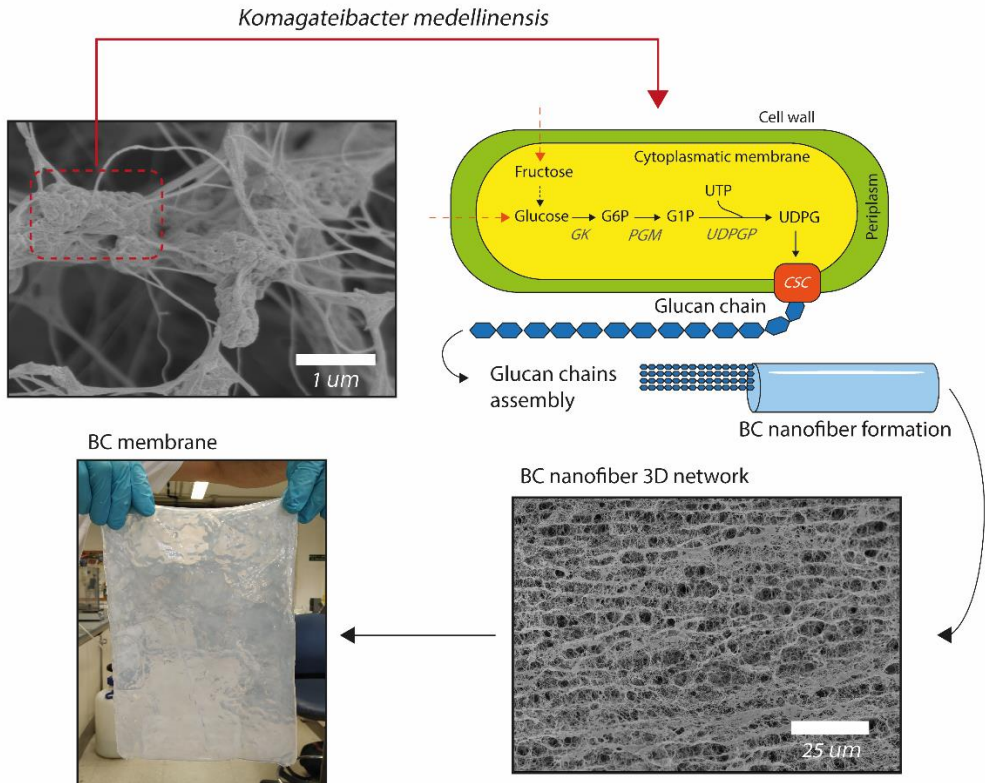 Komagateibacter medellinensis
1 um
Cell wall
Cytoplasmatic membrane
Periplasm
Fructose
UTP
Glucose G6P G1P UDPG
GK PGM UDPGP
CSC
Glucan chain
Glucan chains
assembly
BC nanofiber formation
BC membrane
BC nanofiber 3D network
25 um